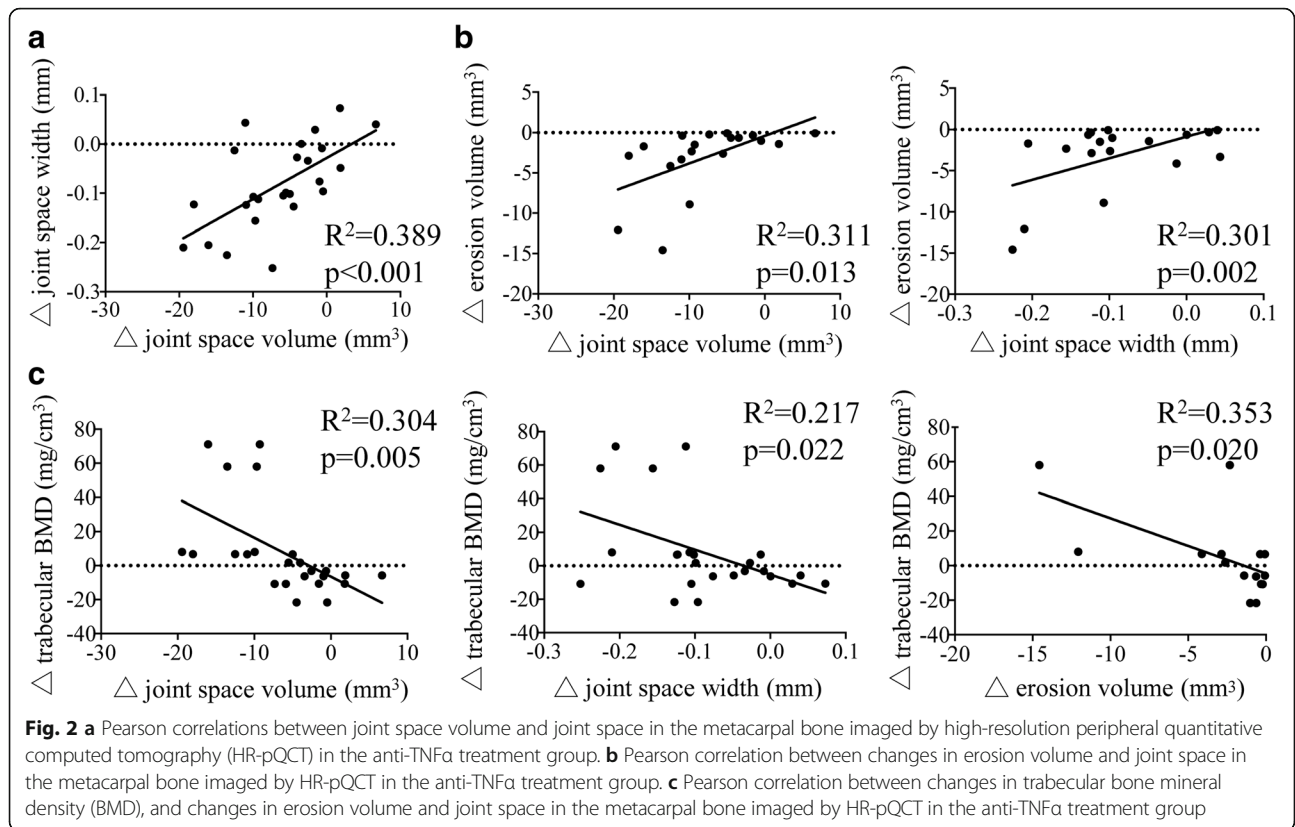 a
△ joint space width (mm)
0.1
0.0
-0.1
-0.2
-0.3
-30 -20 -10 0 10
△ joint space volume (mm³)
R²=0.389
p<0.001
b
△ erosion volume (mm³)
5
0
-5
-10
-15
-20
-30 -20 -10 0 10
△ joint space volume (mm³)
R²=0.311
p=0.013
△ erosion volume (mm³)
5
0
-5
-10
-15
-20
-0.3 -0.2 -0.1 0.0 0.1
△ joint space width (mm)
R²=0.301
p=0.002
c
△ trabecular BMD (mg/cm³)
80
60
40
20
0
-20
-40
-30 -20 -10 0 10
△ joint space volume (mm³)
R²=0.304
p=0.005
△ trabecular BMD (mg/cm³)
80
60
40
20
0
-20
-40
-0.3 -0.2 -0.1 0.0 0.1
△ joint space width (mm)
R²=0.217
p=0.022
△ trabecular BMD (mg/cm³)
80
60
40
20
0
-20
-40
-20 -15 -10 -5 0
△ erosion volume (mm³)
R²=0.353
p=0.020
Fig. 2 a Pearson correlations between joint space volume and joint space in the metacarpal bone imaged by high-resolution peripheral quantitative
computed tomography (HR-pQCT) in the anti-TNFα treatment group. b Pearson correlation between changes in erosion volume and joint space in
the metacarpal bone imaged by HR-pQCT in the anti-TNFα treatment group. c Pearson correlation between changes in trabecular bone mineral
density (BMD), and changes in erosion volume and joint space in the metacarpal bone imaged by HR-pQCT in the anti-TNFα treatment group